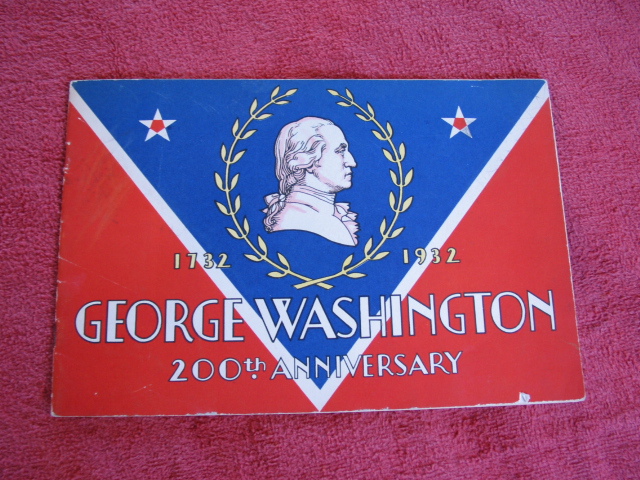 1732 1932
GEORGE WASHINGTON
200th ANNIVERSARY